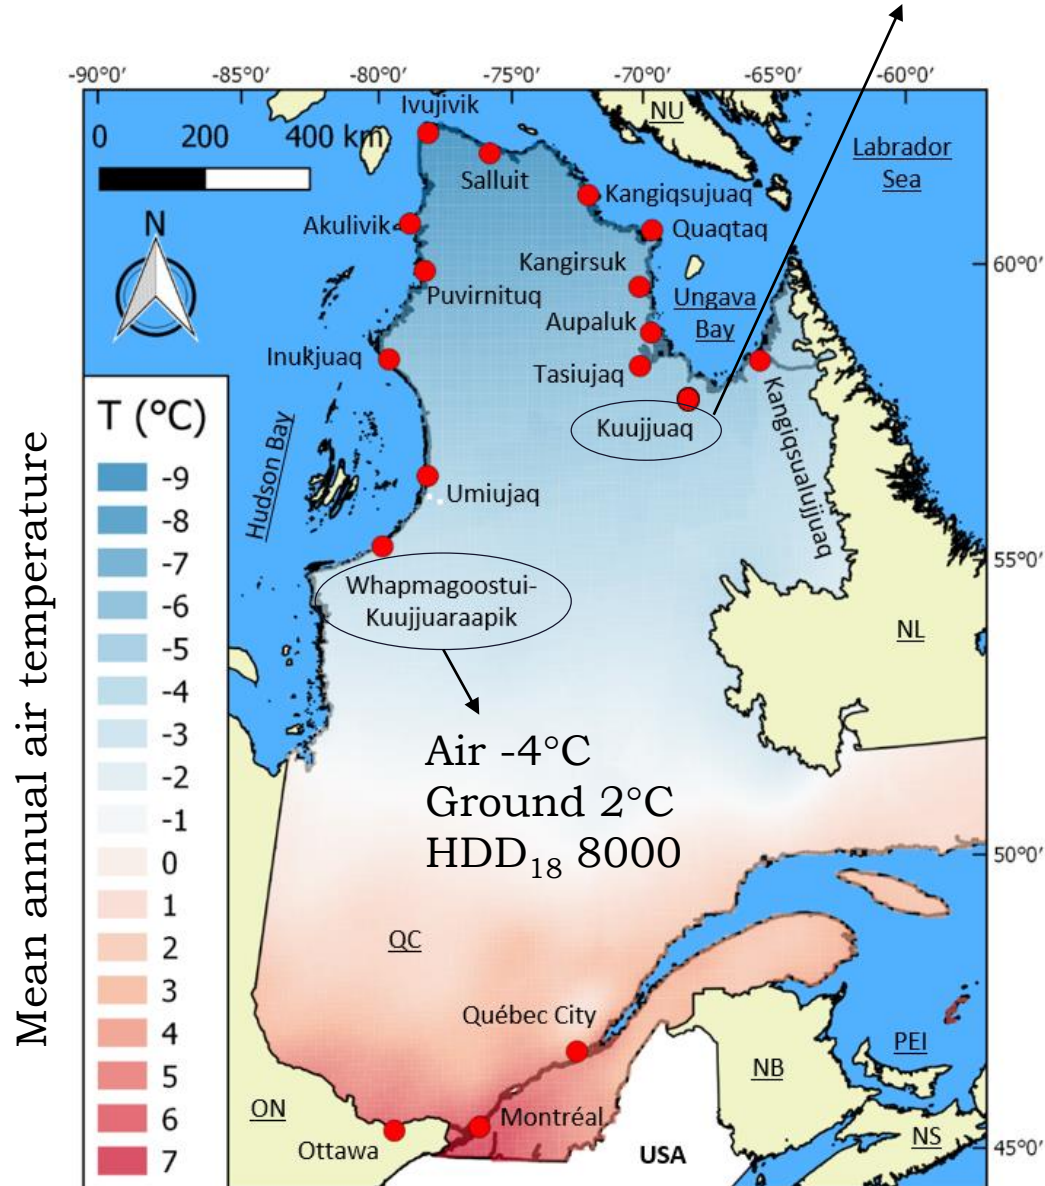 -90°0'
-85°0'
-80°0'
-75°0'
-70°0'
-65°0'
-60°0'
0 200 400 km
Ivujivik
NU
Labrador
Sea
Salluit
Kangiqsujuaq
N
Akulivik
Quaqtaq
Kangirsuk
60°0'
Puvirnituq
Ungava
Bay
Aupaluk
Inukjuaq
Tasiujaq
Kangiqsualujjuaq
Kuujjuaq
Hudson Bay
Umiujaq
55°0'
Whapmagoostui-
Kuujjuaraapik
NL
Air -4°C
Ground 2°C
HDD18 8000
50°0'
QC
Québec City
PEI
NB
ON
Montréal
Ottawa
USA
NS
45°0'
Mean annual air temperature
T (°C)
-9
-8
-7
-6
-5
-4
-3
-2
-1
0
1
2
3
4
5
6
7